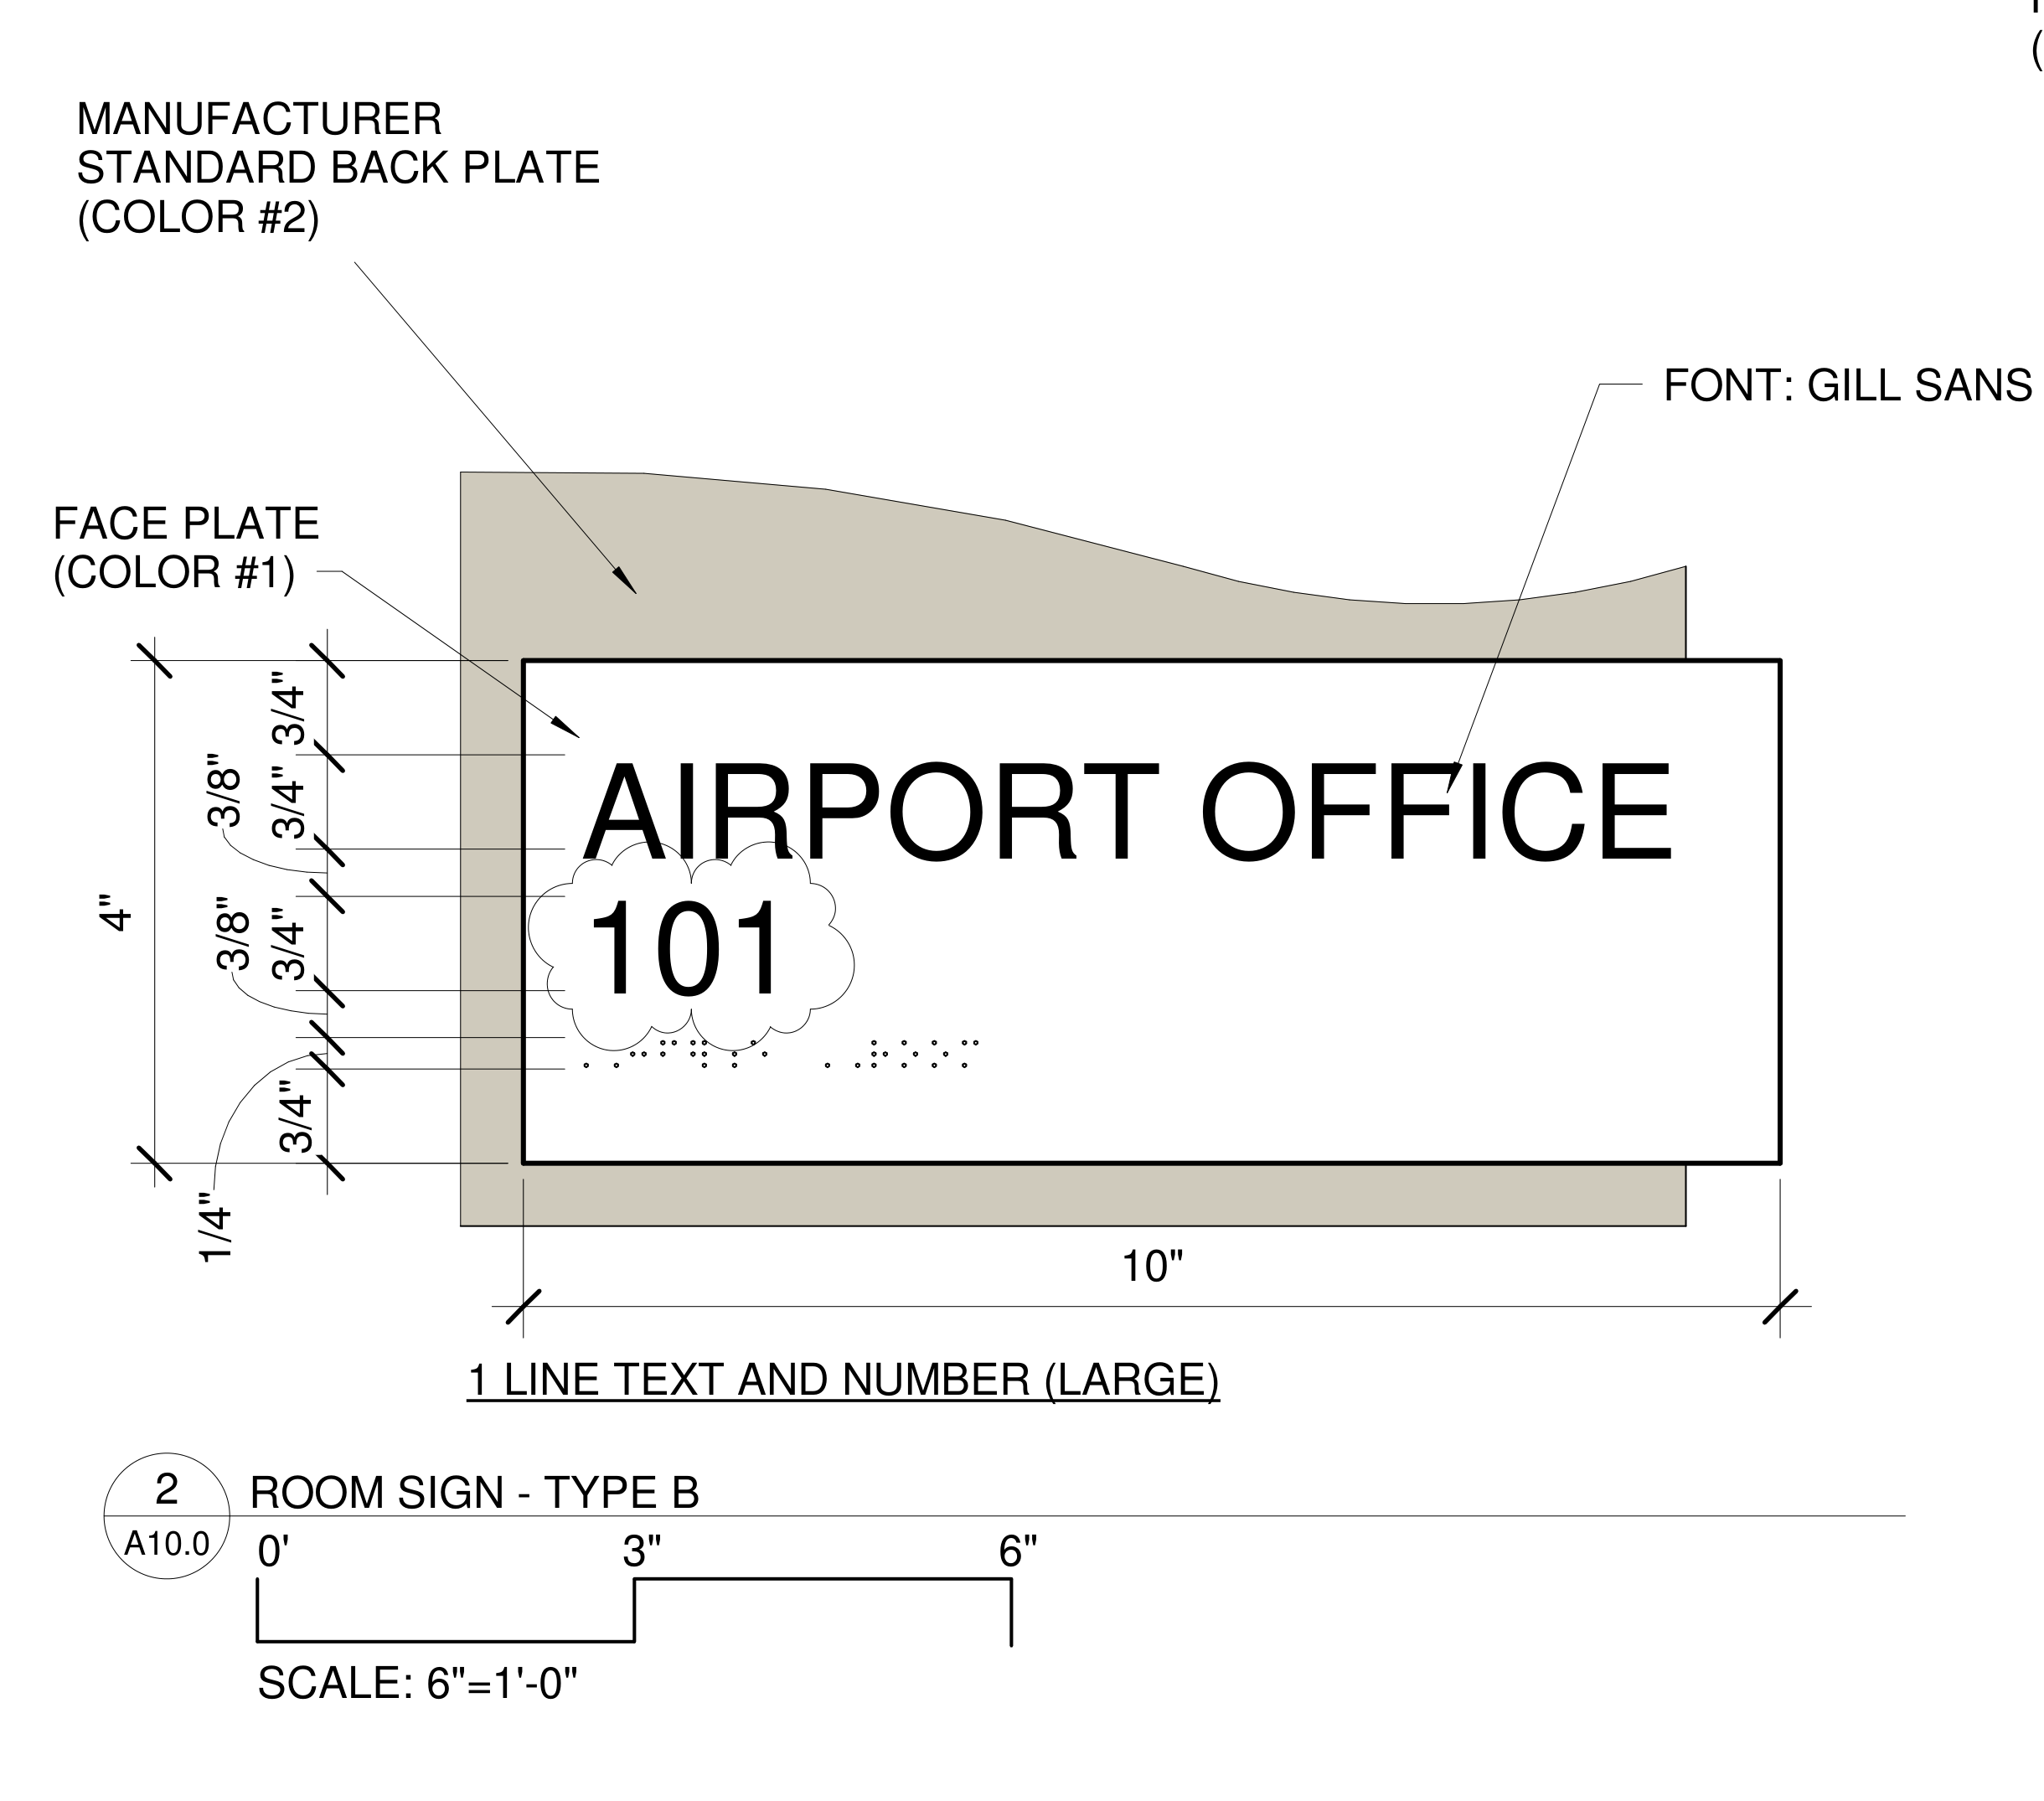 MANUFACTURER
STANDARD BACK PLATE
(COLOR #2)
FONT: GILL SANS
FACE PLATE
(COLOR #1)
3/4"
3/8"
3/4"
4"
3/8"
3/4"
3/4"
1/4"
AIRPORT OFFICE
101
10"
1 LINE TEXT AND NUMBER (LARGE)
2
ROOM SIGN - TYPE B
A10.0
0' 3" 6"
SCALE: 6"=1'-0"